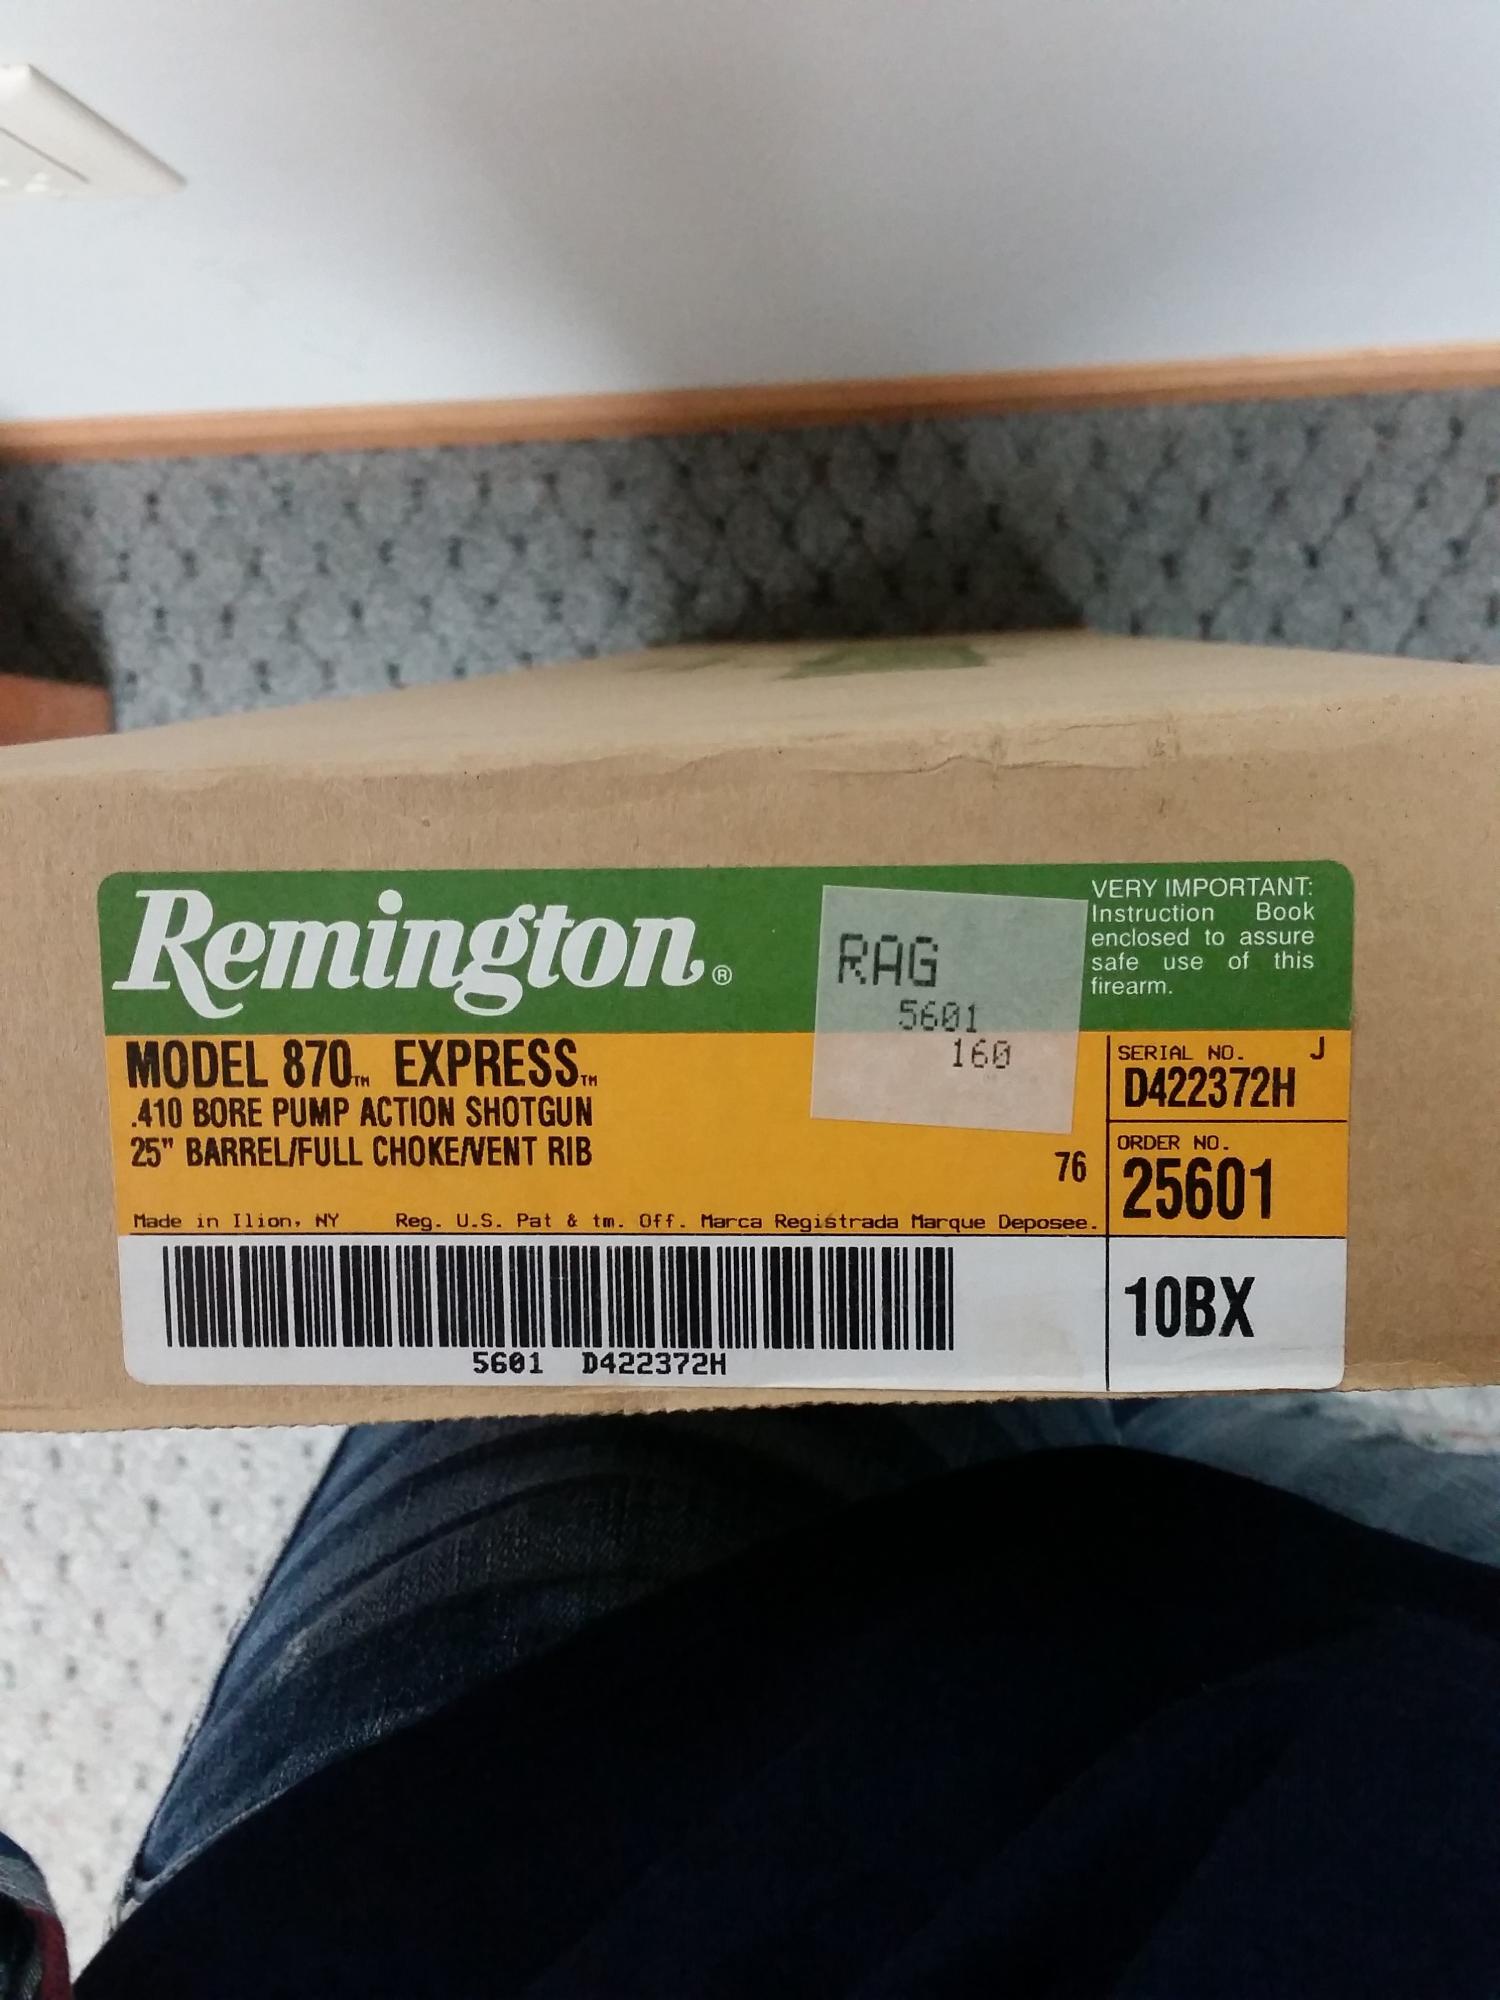 Remington®
RAG
5601
160
VERY IMPORTANT:
Instruction Book
enclosed to assure
safe use of this
firearm.
MODEL 870™ EXPRESS™
.410 BORE PUMP ACTION SHOTGUN
25" BARREL/FULL CHOKE/VENT RIB
76
SERIAL NO. J
D422372H
ORDER NO.
25601
Made in Ilion, NY Reg. U.S. Pat & tm. Off. Marca Registrada Marque Deposee.
5601 D422372H
10BX